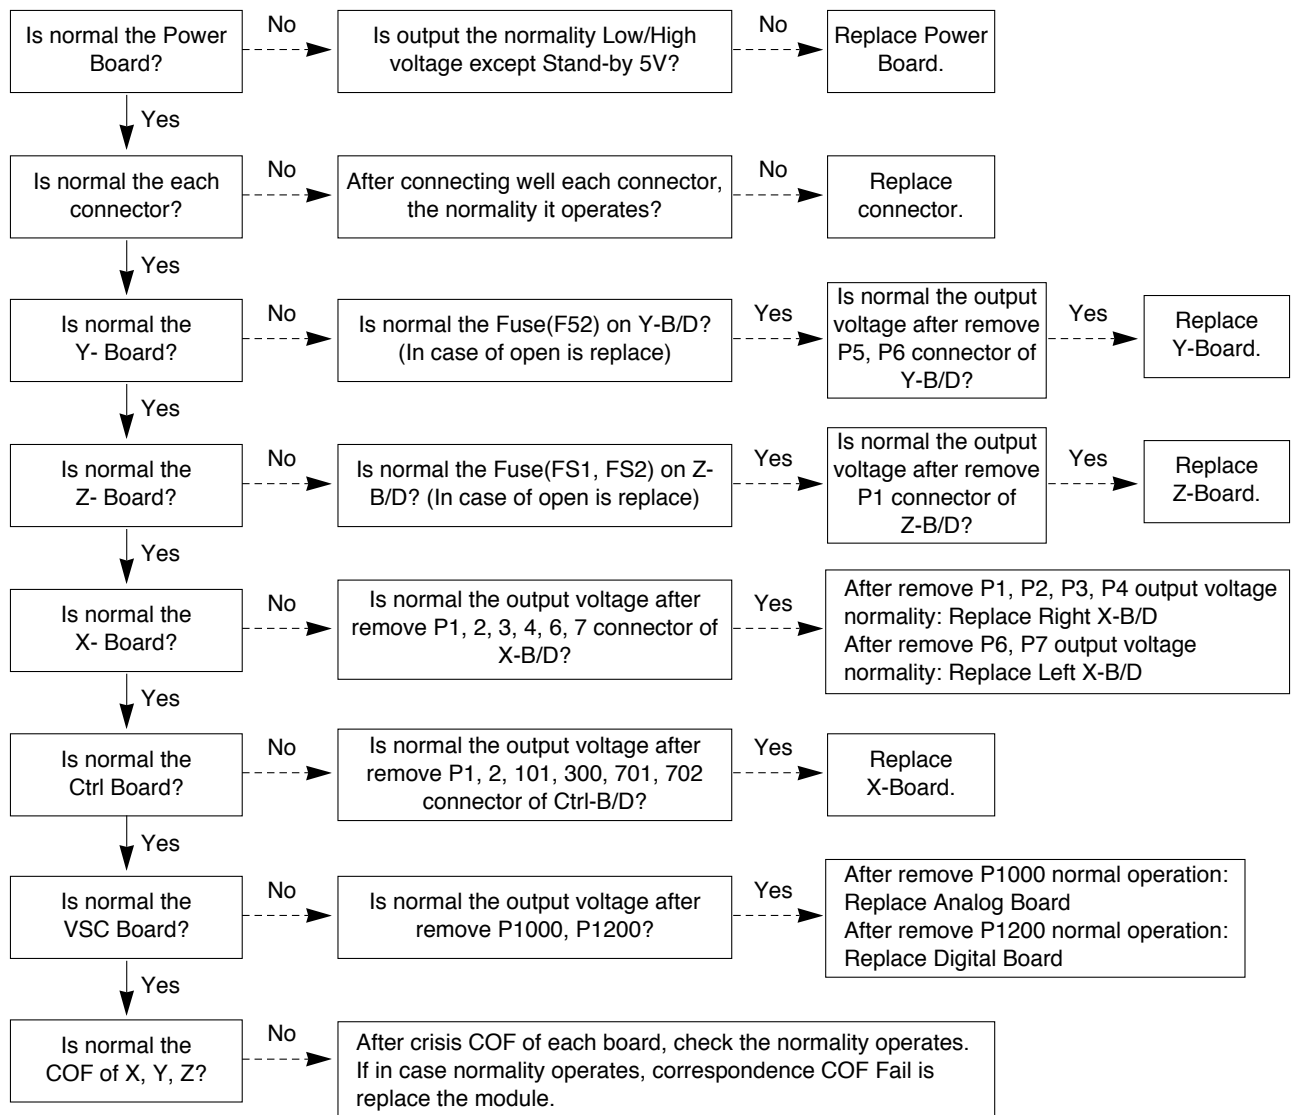 Is normal the Power
Board?
No
Is output the normality Low/High
voltage except Stand-by 5V?
No
Replace Power
Board.
Yes
Is normal the each
connector?
No
After connecting well each connector,
the normality it operates?
No
Replace
connector.
Yes
Is normal the
Y- Board?
No
Is normal the Fuse(F52) on Y-B/D?
(In case of open is replace)
Yes
Is normal the output
voltage after remove
P5, P6 connector of
Y-B/D?
Yes
Replace
Y-Board.
Yes
Is normal the
Z- Board?
No
Is normal the Fuse(FS1, FS2) on Z-
B/D? (In case of open is replace)
Yes
Is normal the output
voltage after remove
P1 connector of
Z-B/D?
Yes
Replace
Z-Board.
Yes
Is normal the
X- Board?
No
Is normal the output voltage after
remove P1, 2, 3, 4, 6, 7 connector of
X-B/D?
Yes
After remove P1, P2, P3, P4 output voltage
normality: Replace Right X-B/D
After remove P6, P7 output voltage
normality: Replace Left X-B/D
Yes
Is normal the
Ctrl Board?
No
Is normal the output voltage after
remove P1, 2, 101, 300, 701, 702
connector of Ctrl-B/D?
Yes
Replace
X-Board.
Yes
Is normal the
VSC Board?
No
Is normal the output voltage after
remove P1000, P1200?
Yes
After remove P1000 normal operation:
Replace Analog Board
After remove P1200 normal operation:
Replace Digital Board
Yes
Is normal the
COF of X, Y, Z?
No
After crisis COF of each board, check the normality operates.
If in case normality operates, correspondence COF Fail is
replace the module.